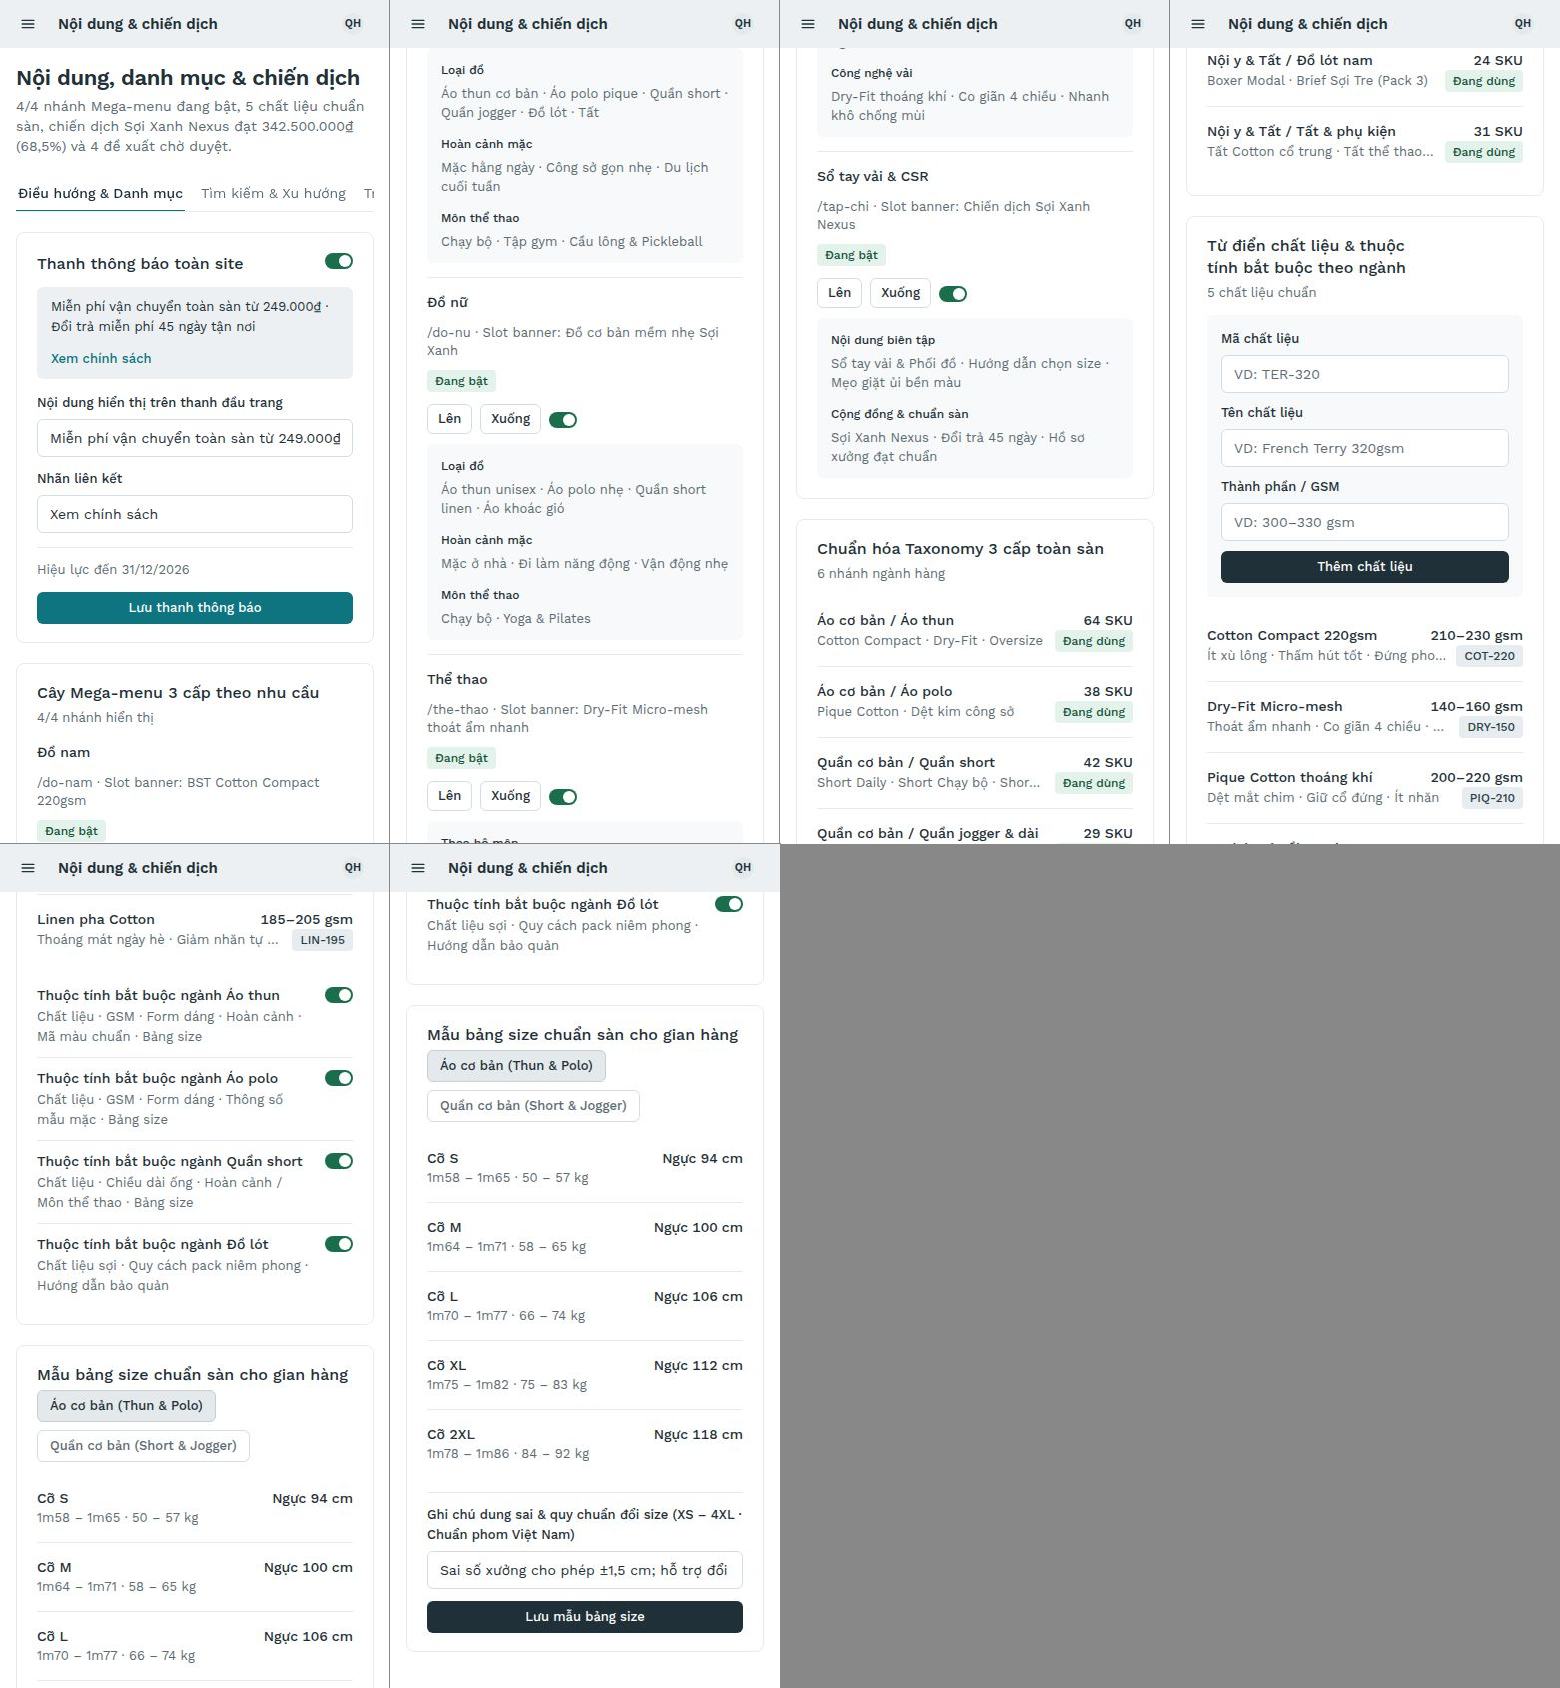 Nội dung & chiến dịch
QH
Nội dung, danh mục & chiến dịch
4/4 nhánh Mega-menu đang bật, 5 chất liệu chuẩn
sàn, chiến dịch Sợi Xanh Nexus đạt 342.500.000₫
(68,5%) và 4 đề xuất chờ duyệt.
Điều hướng & Danh mục
Tìm kiếm & Xu hướng
Thanh thông báo toàn site
Miễn phí vận chuyển toàn sàn từ 249.000₫ ·
Đổi trả miễn phí 45 ngày tận nơi
Xem chính sách
Nội dung hiển thị trên thanh đầu trang
Miễn phí vận chuyển toàn sàn từ 249.000₫
Nhãn liên kết
Xem chính sách
Hiệu lực đến 31/12/2026
Lưu thanh thông báo
Cây Mega-menu 3 cấp theo nhu cầu
4/4 nhánh hiển thị
Đồ nam
/do-nam · Slot banner: BST Cotton Compact
220gsm
Đang bật
Nội dung & chiến dịch
QH
Loại đồ
Áo thun cơ bản · Áo polo pique · Quần short ·
Quần jogger · Đồ lót · Tất
Hoàn cảnh mặc
Mặc hằng ngày · Công sở gọn nhẹ · Du lịch
cuối tuần
Môn thể thao
Chạy bộ · Tập gym · Cầu lông & Pickleball
Đồ nữ
/do-nu · Slot banner: Đồ cơ bản mềm nhẹ Sợi
Xanh
Đang bật
Lên
Xuống
Loại đồ
Áo thun unisex · Áo polo nhẹ · Quần short
linen · Áo khoác gió
Hoàn cảnh mặc
Mặc ở nhà · Đi làm năng động · Vận động nhẹ
Môn thể thao
Chạy bộ · Yoga & Pilates
Thể thao
/the-thao · Slot banner: Dry-Fit Micro-mesh
thoát ẩm nhanh
Đang bật
Lên
Xuống
Nội dung & chiến dịch
QH
Công nghệ vải
Dry-Fit thoáng khí · Co giãn 4 chiều · Nhanh
khô chống mùi
Sổ tay vải & CSR
/tap-chi · Slot banner: Chiến dịch Sợi Xanh
Nexus
Đang bật
Lên
Xuống
Nội dung biên tập
Sổ tay vải & Phối đồ · Hướng dẫn chọn size ·
Mẹo giặt ủi bền màu
Cộng đồng & chuẩn sàn
Sợi Xanh Nexus · Đổi trả 45 ngày · Hồ sơ
xưởng đạt chuẩn
Chuẩn hóa Taxonomy 3 cấp toàn sàn
6 nhánh ngành hàng
Áo cơ bản / Áo thun
64 SKU
Cotton Compact · Dry-Fit · Oversize
Đang dùng
Áo cơ bản / Áo polo
38 SKU
Pique Cotton · Dệt kim công sở
Đang dùng
Quần cơ bản / Quần short
42 SKU
Short Daily · Short Chạy bộ · Shor...
Đang dùng
Quần cơ bản / Quần jogger & dài
29 SKU
Nội dung & chiến dịch
QH
Nội y & Tất / Đồ lót nam
24 SKU
Boxer Modal · Brief Sợi Tre (Pack 3)
Đang dùng
Nội y & Tất / Tất & phụ kiện
31 SKU
Tất Cotton cổ trung · Tất thể thao...
Đang dùng
Từ điển chất liệu & thuộc
tính bắt buộc theo ngành
5 chất liệu chuẩn
Mã chất liệu
VD: TER-320
Tên chất liệu
VD: French Terry 320gsm
Thành phần / GSM
VD: 300–330 gsm
Thêm chất liệu
Cotton Compact 220gsm
210–230 gsm
Ít xù lông · Thấm hút tốt · Đứng pho...
COT-220
Dry-Fit Micro-mesh
140–160 gsm
Thoát ẩm nhanh · Co giãn 4 chiều · ...
DRY-150
Pique Cotton thoáng khí
200–220 gsm
Dệt mắt chim · Giữ cổ đứng · Ít nhăn
PIQ-210
Nội dung & chiến dịch
QH
Linen pha Cotton
185–205 gsm
Thoáng mát ngày hè · Giảm nhăn tự ...
LIN-195
Thuộc tính bắt buộc ngành Áo thun
Chất liệu · GSM · Form dáng · Hoàn cảnh ·
Mã màu chuẩn · Bảng size
Thuộc tính bắt buộc ngành Áo polo
Chất liệu · GSM · Form dáng · Thông số
mẫu mặc · Bảng size
Thuộc tính bắt buộc ngành Quần short
Chất liệu · Chiều dài ống · Hoàn cảnh /
Môn thể thao · Bảng size
Thuộc tính bắt buộc ngành Đồ lót
Chất liệu sợi · Quy cách pack niêm phong ·
Hướng dẫn bảo quản
Mẫu bảng size chuẩn sàn cho gian hàng
Áo cơ bản (Thun & Polo)
Quần cơ bản (Short & Jogger)
Cỡ S
Ngực 94 cm
1m58 – 1m65 · 50 – 57 kg
Cỡ M
Ngực 100 cm
1m64 – 1m71 · 58 – 65 kg
Cỡ L
Ngực 106 cm
1m70 – 1m77 · 66 – 74 kg
Nội dung & chiến dịch
QH
Thuộc tính bắt buộc ngành Đồ lót
Chất liệu sợi · Quy cách pack niêm phong ·
Hướng dẫn bảo quản
Mẫu bảng size chuẩn sàn cho gian hàng
Áo cơ bản (Thun & Polo)
Quần cơ bản (Short & Jogger)
Cỡ S
Ngực 94 cm
1m58 – 1m65 · 50 – 57 kg
Cỡ M
Ngực 100 cm
1m64 – 1m71 · 58 – 65 kg
Cỡ L
Ngực 106 cm
1m70 – 1m77 · 66 – 74 kg
Cỡ XL
Ngực 112 cm
1m75 – 1m82 · 75 – 83 kg
Cỡ 2XL
Ngực 118 cm
1m78 – 1m86 · 84 – 92 kg
Ghi chú dung sai & quy chuẩn đổi size (XS – 4XL ·
Chuẩn phom Việt Nam)
Sai số xưởng cho phép ±1,5 cm; hỗ trợ đổi
Lưu mẫu bảng size